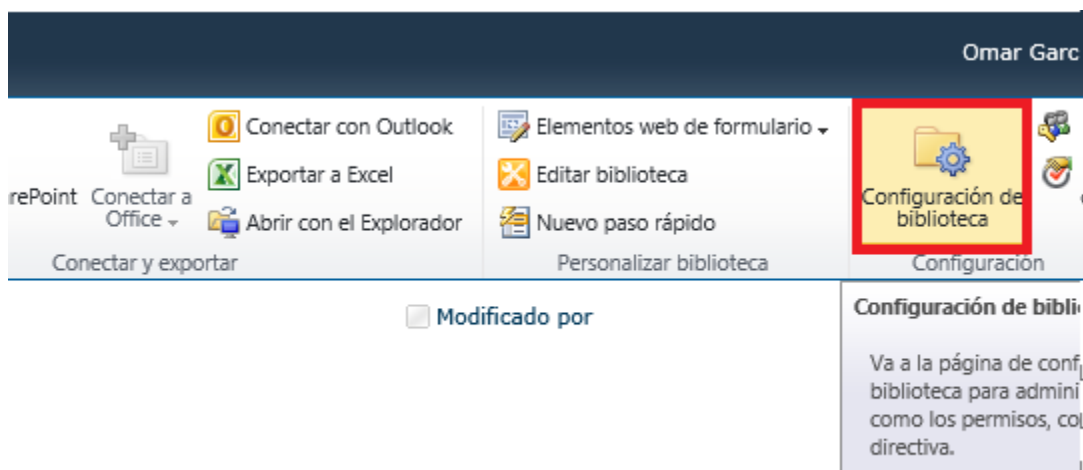 Omar Garc
rePoint
Conectar a
Office
Conectar con Outlook
Exportar a Excel
Abrir con el Explorador
Conectar y exportar
Elementos web de formulario
Editar biblioteca
Nuevo paso rápido
Personalizar biblioteca
Configuración de
biblioteca
Configuración
Modificado por
Configuración de bibli
Va a la página de conf
biblioteca para admini
como los permisos, co
directiva.